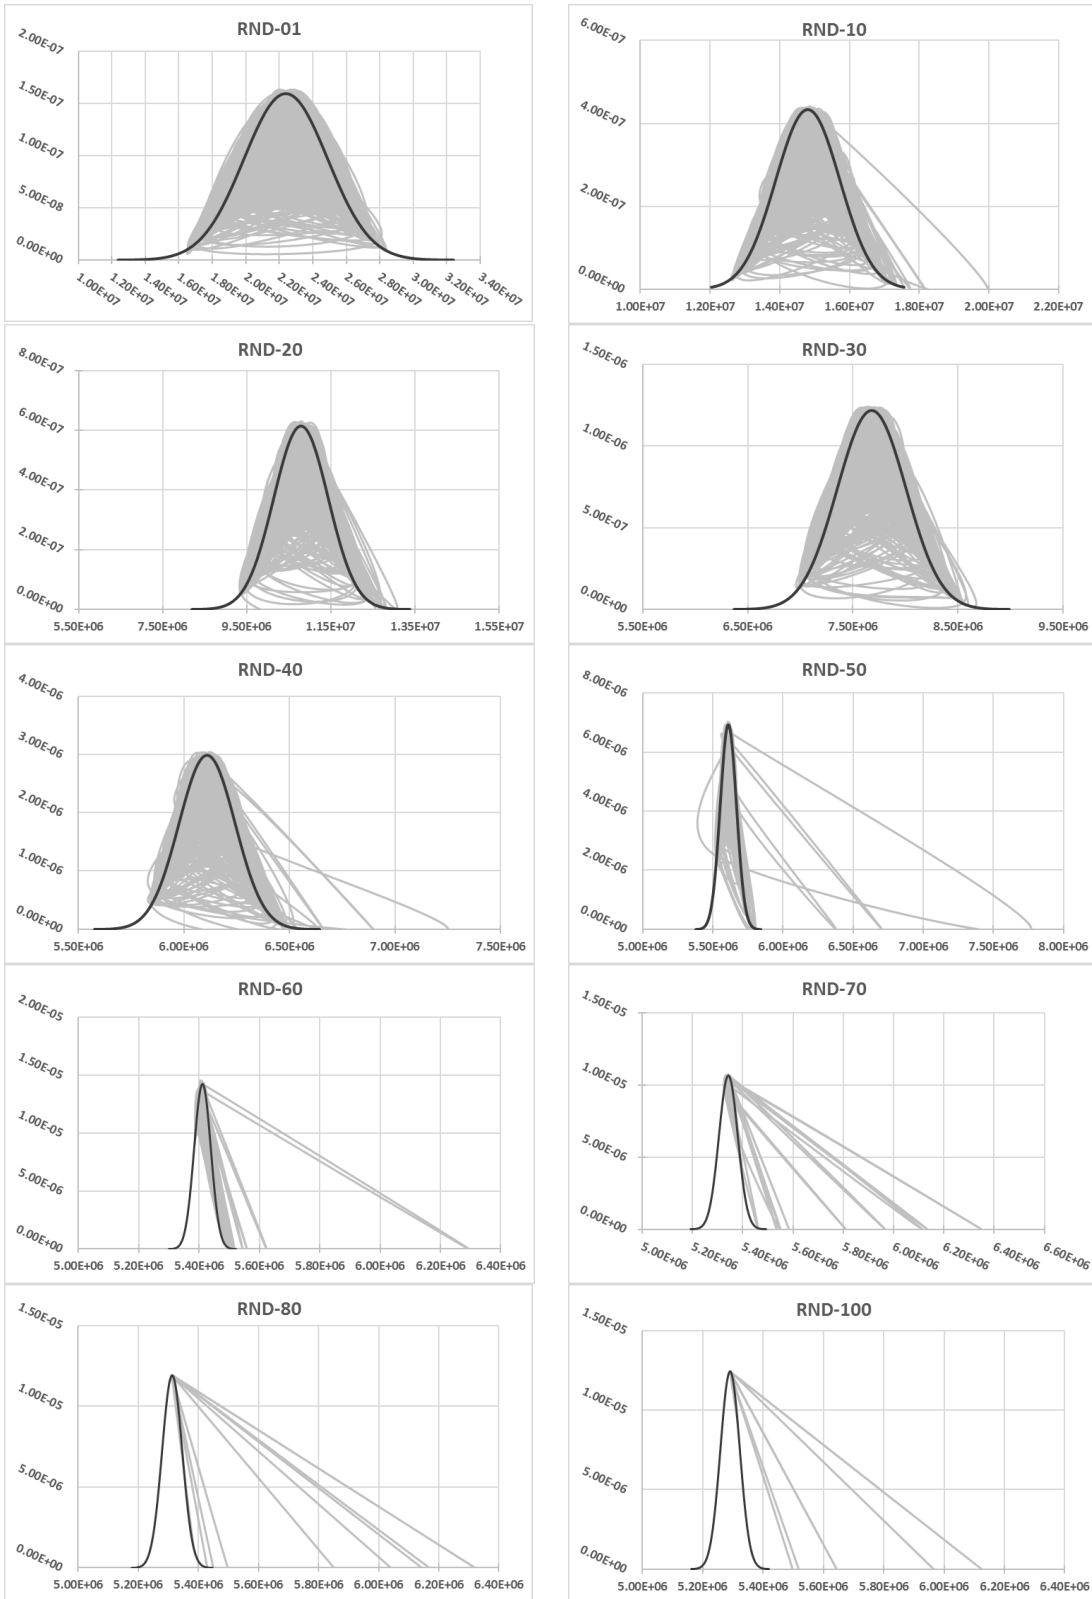 RND-01
2.00E-07
1.50E-07
1.00E-07
5.00E-08
0.00E+00
1.00E+07
1.20E+07
1.40E+07
1.60E+07
1.80E+07
2.00E+07
2.20E+07
2.40E+07
2.60E+07
2.80E+07
3.00E+07
3.20E+07
3.40E+07
RND-10
6.00E-07
4.00E-07
2.00E-07
0.00E+00
1.00E+07 1.20E+07 1.40E+07 1.60E+07 1.80E+07 2.00E+07 2.20E+07
RND-20
8.00E-07
6.00E-07
4.00E-07
2.00E-07
0.00E+00
5.50E+06 7.50E+06 9.50E+06 1.15E+07 1.35E+07 1.55E+07
RND-30
1.50E-06
1.00E-06
5.00E-07
0.00E+00
5.50E+06 6.50E+06 7.50E+06 8.50E+06 9.50E+06
RND-40
4.00E-06
3.00E-06
2.00E-06
1.00E-06
0.00E+00
5.50E+06 6.00E+06 6.50E+06 7.00E+06 7.50E+06
RND-50
8.00E-06
6.00E-06
4.00E-06
2.00E-06
0.00E+00
5.00E+06 5.50E+06 6.00E+06 6.50E+06 7.00E+06 7.50E+06 8.00E+06
RND-60
2.00E-05
1.50E-05
1.00E-05
5.00E-06
0.00E+00
5.00E+06 5.20E+06 5.40E+06 5.60E+06 5.80E+06 6.00E+06 6.20E+06 6.40E+06
RND-70
1.50E-05
1.00E-05
5.00E-06
0.00E+00
5.00E+06
5.20E+06
5.40E+06
5.60E+06
5.80E+06
6.00E+06
6.20E+06
6.40E+06
6.60E+06
RND-80
1.50E-05
1.00E-05
5.00E-06
0.00E+00
5.00E+06 5.20E+06 5.40E+06 5.60E+06 5.80E+06 6.00E+06 6.20E+06 6.40E+06
RND-100
1.50E-05
1.00E-05
5.00E-06
0.00E+00
5.00E+06 5.20E+06 5.40E+06 5.60E+06 5.80E+06 6.00E+06 6.20E+06 6.40E+06